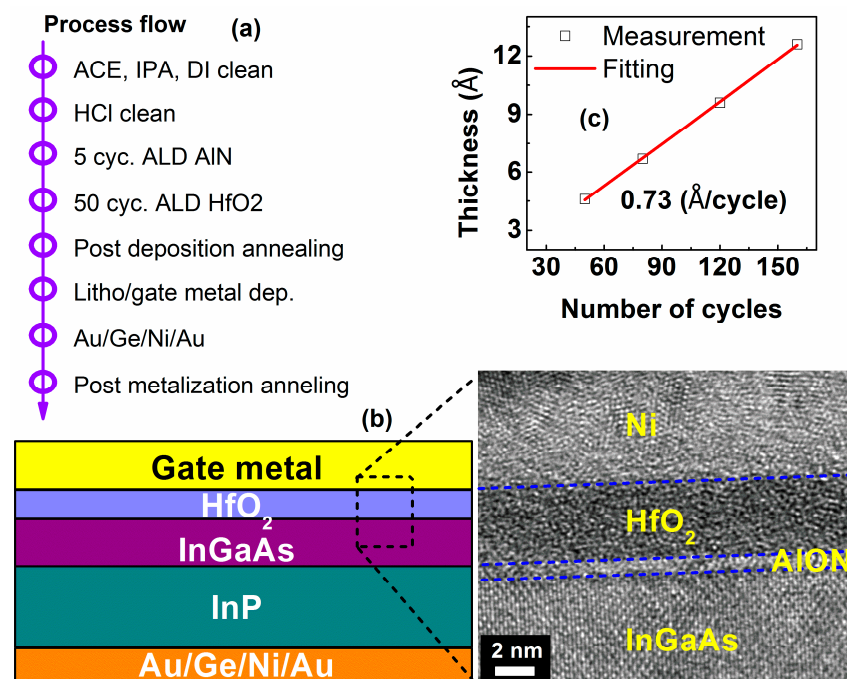 Process flow (a)
ACE, IPA, DI clean
HCl clean
5 cyc. ALD AlN
50 cyc. ALD HfO2
Post deposition annealing
Litho/gate metal dep.
Au/Ge/Ni/Au
Post metalization anneling
Thickness (Å)
12
9
6
3
Measurement
Fitting
(c)
0.73 (Å/cycle)
30 60 90 120 150
Number of cycles
(b)
Gate metal
HfO2
InGaAs
InP
Au/Ge/Ni/Au
Ni
HfO2
AlON
InGaAs
2 nm